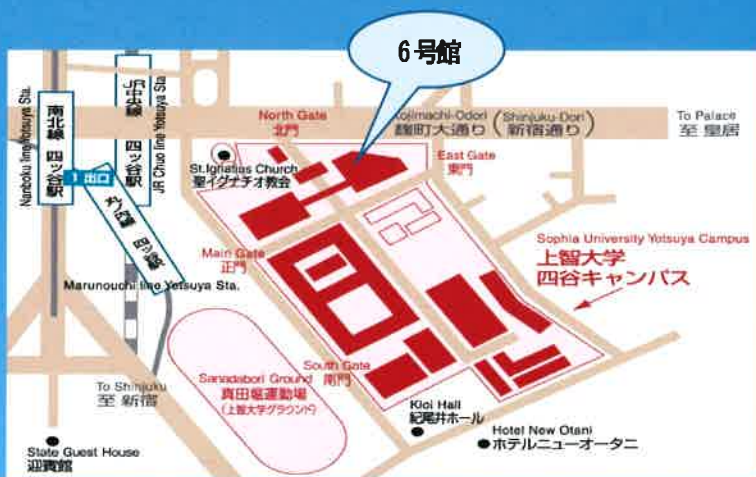 6号館
Nanboku line Yotsuya Sta.
南北線 四ッ谷駅
JR中央線 四ッ谷駅
JR Chuo line Yotsuya Sta
1 出口
丸ノ内線 四ッ谷駅
Marunouchi line Yotsuya Sta.
North Gate
北門
Kojimachi-Odori (Shinjuku-Dori)
麹町大通り(新宿通り)
To Palace
至 皇居
St.Ignatius Church
聖イグナチオ教会
East Gate
東門
Main Gate
正門
Sophia University Yotsuya Campus
上智大学
四谷キャンパス
South Gate
南門
Sanadabori Ground
真田堀運動場
(上智大学グラウンド)
To Shinjuku
至 新宿
Kioi Hall
紀尾井ホール
Hotel New Otani
ホテルニューオータニ
State Guest House
迎賓館